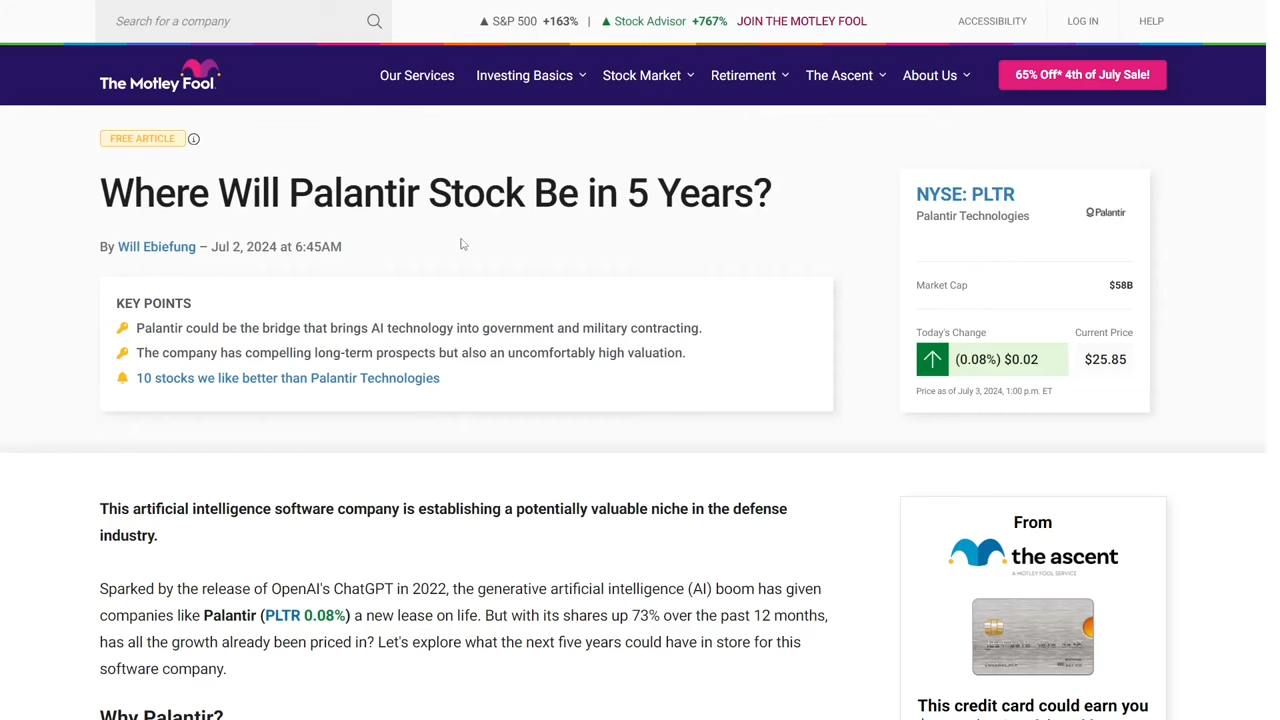 Search for a company
▲ S&P 500 +163% | ▲ Stock Advisor +767% JOIN THE MOTLEY FOOL
ACCESSIBILITY LOG IN HELP
The Motley Fool
Our Services Investing Basics Stock Market Retirement The Ascent About Us
65% Off* 4th of July Sale!
FREE ARTICLE
Where Will Palantir Stock Be in 5 Years?
By Will Ebiefung – Jul 2, 2024 at 6:45AM
KEY POINTS
Palantir could be the bridge that brings AI technology into government and military contracting.
The company has compelling long-term prospects but also an uncomfortably high valuation.
10 stocks we like better than Palantir Technologies
NYSE: PLTR
Palantir Technologies
Palantir
Market Cap $58B
Today's Change Current Price
(0.08%) $0.02 $25.85
Price as of July 3, 2024, 1:00 p.m. ET
This artificial intelligence software company is establishing a potentially valuable niche in the defense
industry.
Sparked by the release of OpenAI's ChatGPT in 2022, the generative artificial intelligence (AI) boom has given
companies like Palantir (PLTR 0.08%) a new lease on life. But with its shares up 73% over the past 12 months,
has all the growth already been priced in? Let's explore what the next five years could have in store for this
software company.
Why Palantir?
From
the ascent
A MOTLEY FOOL SERVICE
This credit card could earn you